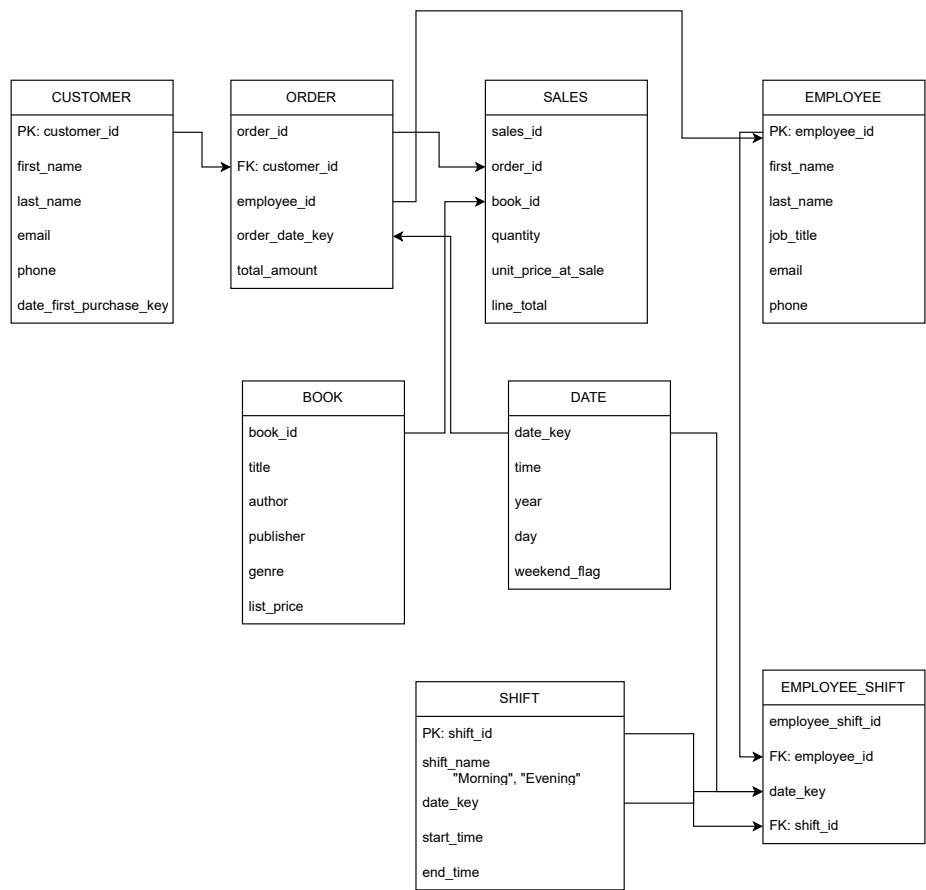 CUSTOMER
PK: customer_id
first_name
last_name
email
phone
date_first_purchase_key
ORDER
order_id
FK: customer_id
employee_id
order_date_key
total_amount
SALES
sales_id
order_id
book_id
quantity
unit_price_at_sale
line_total
EMPLOYEE
PK: employee_id
first_name
last_name
job_title
email
phone
BOOK
book_id
title
author
publisher
genre
list_price
DATE
date_key
time
year
day
weekend_flag
SHIFT
PK: shift_id
shift_name
"Morning", "Evening"
date_key
start_time
end_time
EMPLOYEE_SHIFT
employee_shift_id
FK: employee_id
date_key
FK: shift_id